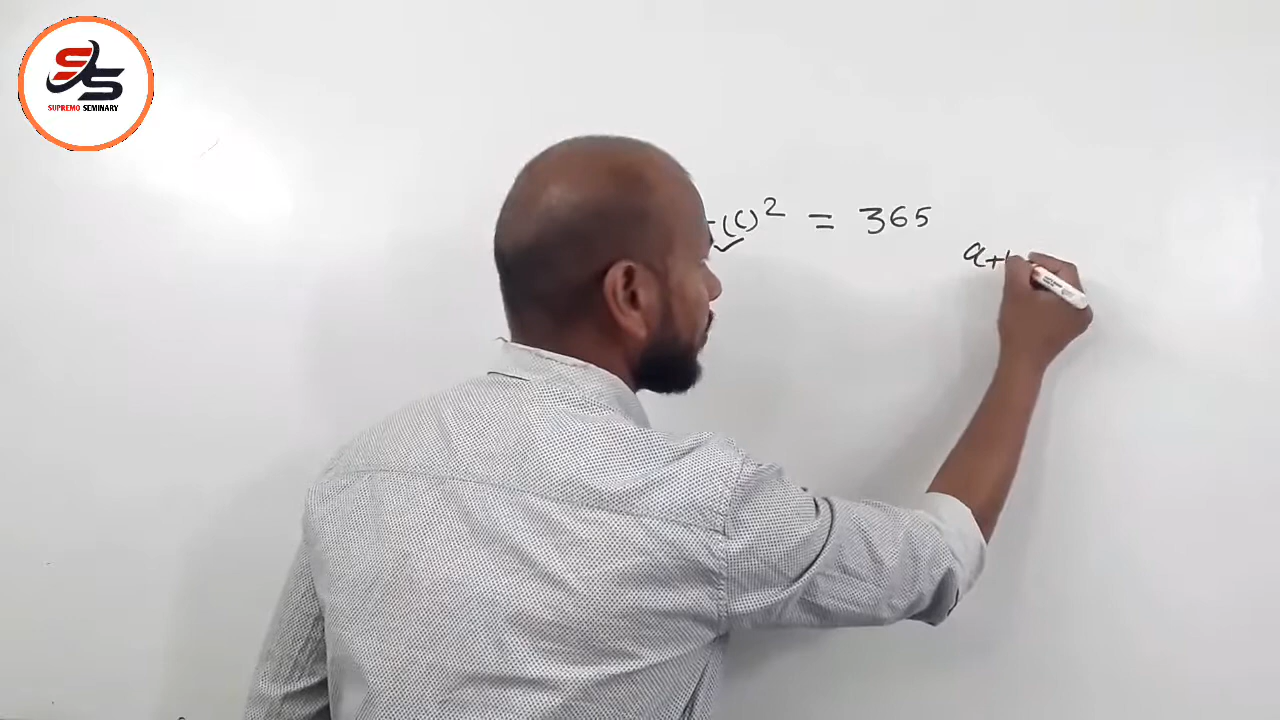 SUPREMO SEMINARY
(C)² = 365
a+